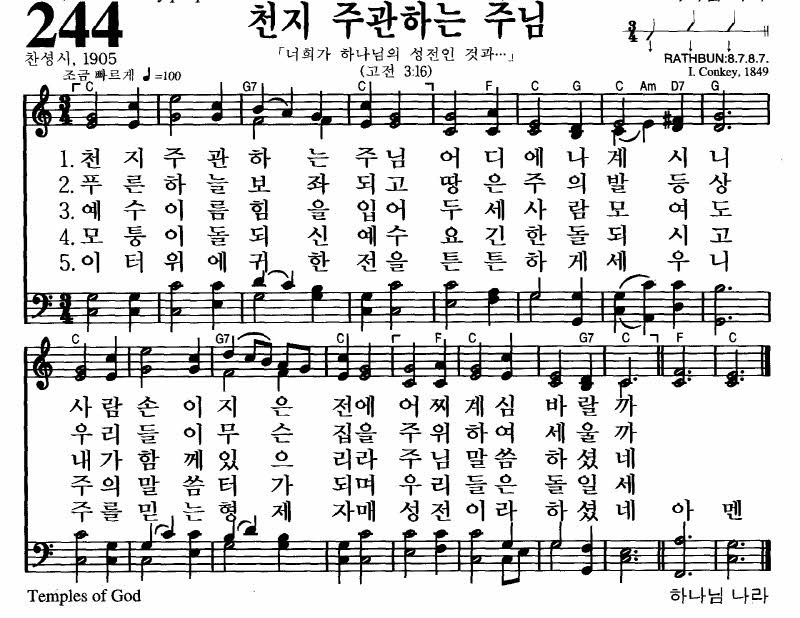 244
천지 주관하는 주님
찬셩시, 1905
「너희가 하나님의 성전인 것과…」
(고전 3:16)
조금 빠르게 ♩=100
RATHBUN:8.7.8.7.
I. Conkey, 1849
C G7 C F C G C Am D7 G
1. 천 지 주 관 하 는 주 님 어 디 에 나 계 시 니
2. 푸 른 하 늘 보 좌 되 고 땅 은 주 의 발 등 상
3. 예 수 이 름 힘 을 입 어 두 세 사 람 모 여 도
4. 모 퉁 이 돌 되 신 예 수 요 긴 한 돌 되 시 고
5. 이 터 위 에 귀 한 전 을 튼 튼 하 게 세 우 니
C G7 C F C G7 C F C
사 람 손 이 지 은 전 에 어 찌 계 심 바 랄 까
우 리 들 이 무 슨 집 을 주 위 하 여 세 울 까
내 가 함 께 있 으 리 라 주 님 말 씀 하 셨 네
주 의 말 씀 터 가 되 며 우 리 들 은 돌 일 세
주 를 믿 는 형 제 자 매 성 전 이 라 하 셨 네 아 멘
Temples of God
하나님 나라